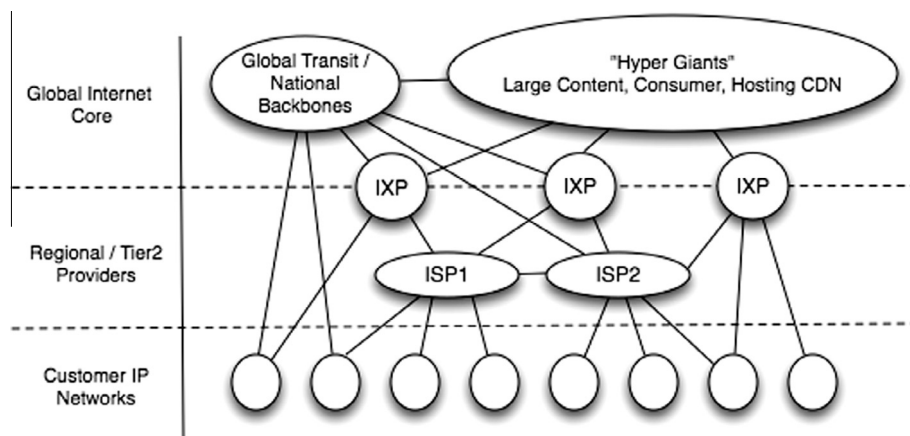 Global Internet
Core
Global Transit /
National
Backbones
"Hyper Giants"
Large Content, Consumer, Hosting CDN
IXP
IXP
IXP
Regional / Tier2
Providers
ISP1
ISP2
Customer IP
Networks